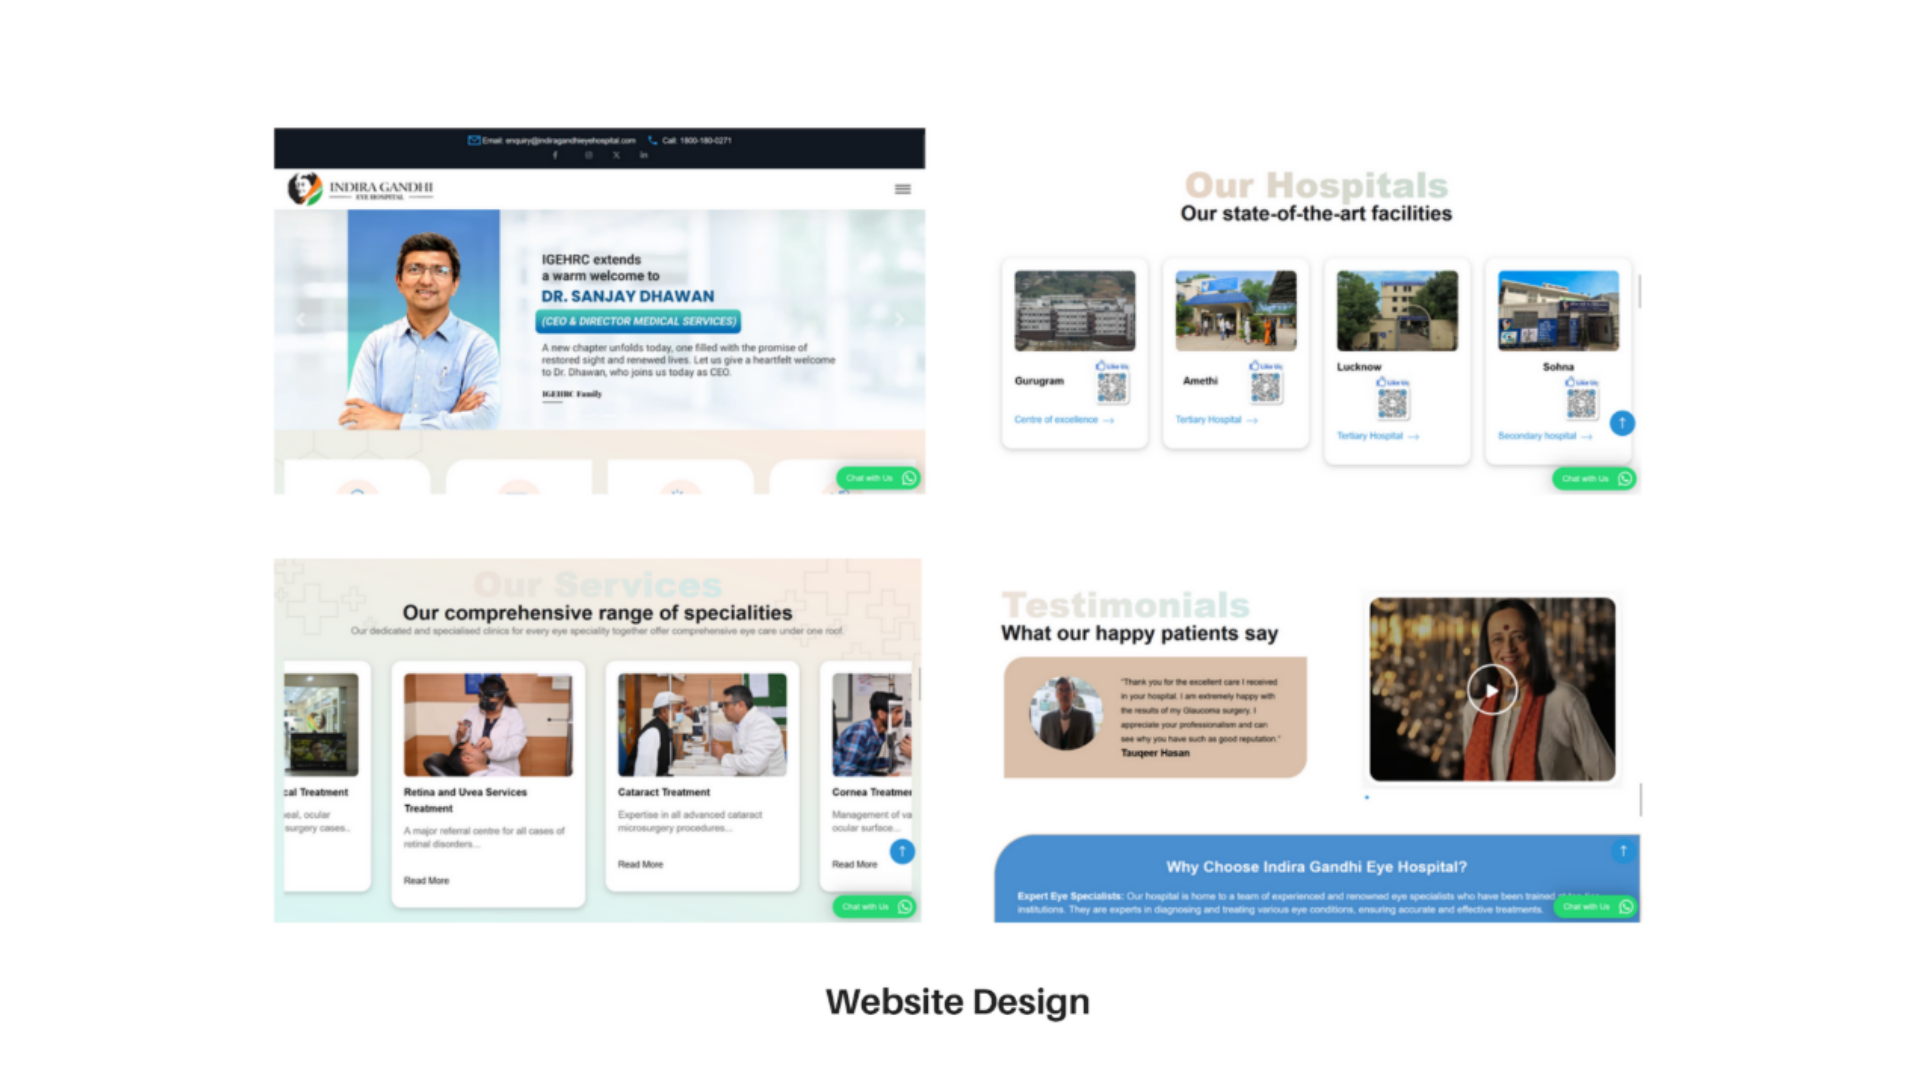 Email: enquiry@indiragandhieyehospital.com Call: 1800-180-0271
INDIRA GANDHI
EYE HOSPITAL
IGEHRC extends
a warm welcome to
DR. SANJAY DHAWAN
(CEO & DIRECTOR MEDICAL SERVICES)
A new chapter unfolds today, one filled with the promise of
restored sight and renewed lives. Let us give a heartfelt welcome
to Dr. Dhawan, who joins us today as CEO.
IGEHRC Family
Chat with Us
Our Hospitals
Our state-of-the-art facilities
Like Us
Gurugram
Centre of excellence →
Like Us
Amethi
Tertiary Hospital →
Lucknow
Like Us
Tertiary Hospital →
Sohna
Like Us
Secondary hospital →
Chat with Us
Our Services
Our comprehensive range of specialities
Our dedicated and specialised clinics for every eye speciality together offer comprehensive eye care under one roof.
cal Treatment
eal, ocular
surgery cases..
Retina and Uvea Services
Treatment
A major referral centre for all cases of
retinal disorders...
Read More
Cataract Treatment
Expertise in all advanced cataract
microsurgery procedures...
Read More
Cornea Treatmen
Management of va
ocular surface...
Read More
Chat with Us
Testimonials
What our happy patients say
"Thank you for the excellent care I received
in your hospital. I am extremely happy with
the results of my Glaucoma surgery. I
appreciate your professionalism and can
see why you have such as good reputation."
Tauqeer Hasan
Why Choose Indira Gandhi Eye Hospital?
Expert Eye Specialists: Our hospital is home to a team of experienced and renowned eye specialists who have been trained
institutions. They are experts in diagnosing and treating various eye conditions, ensuring accurate and effective treatments.
Chat with Us
Website Design